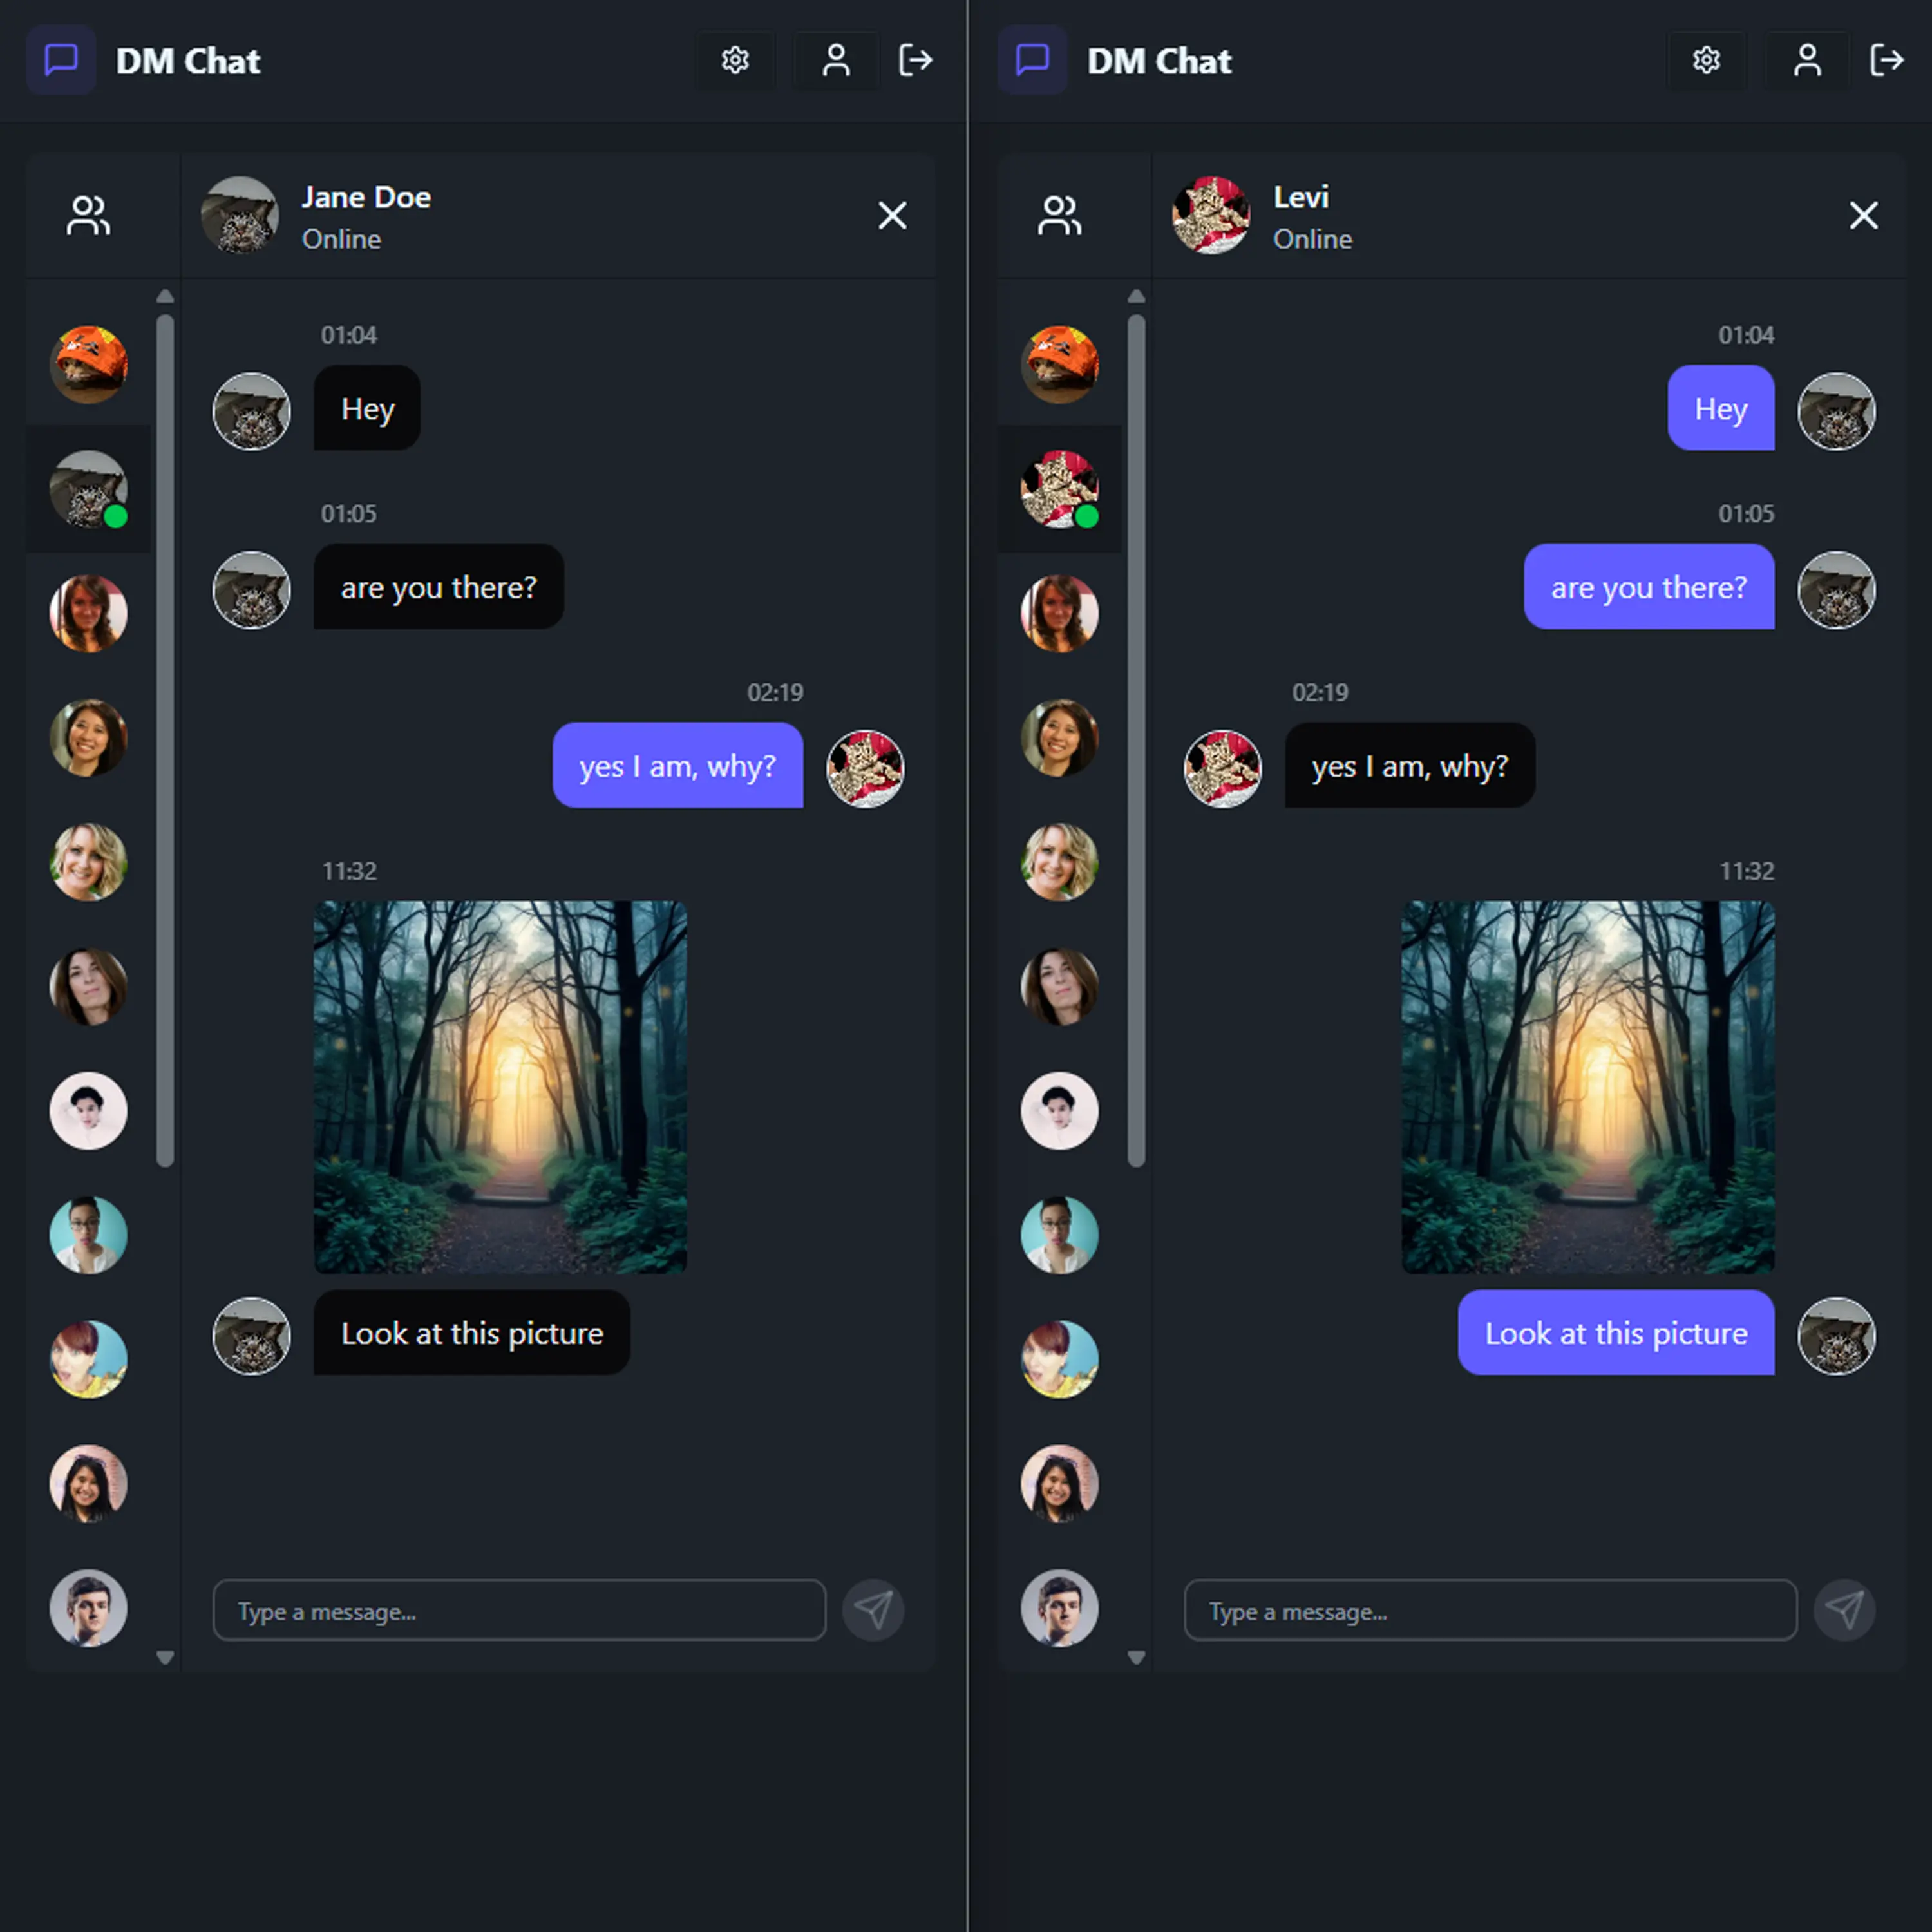 DM Chat
Jane Doe
Online
01:04
Hey
01:05
are you there?
02:19
yes I am, why?
11:32
Look at this picture
Type a message...
DM Chat
Levi
Online
01:04
Hey
01:05
are you there?
02:19
yes I am, why?
11:32
Look at this picture
Type a message...